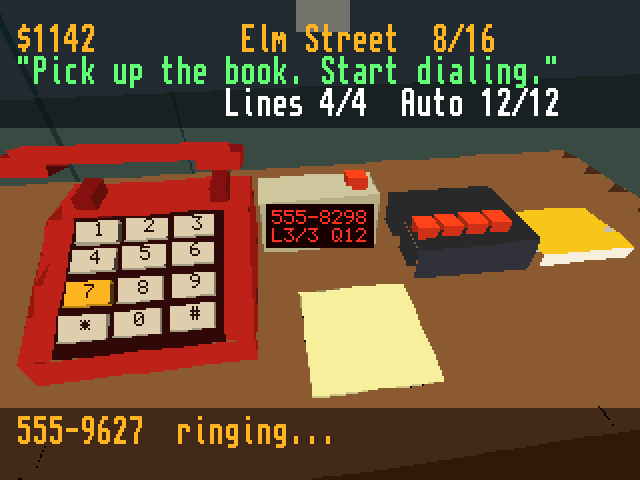 $1142 Elm Street 8/16
"Pick up the book. Start dialing."
Lines 4/4 Auto 12/12
1 2 3
4 5 6
7 8 9
* 0 #
555-8298
L3/3 Q12
555-9627 ringing...